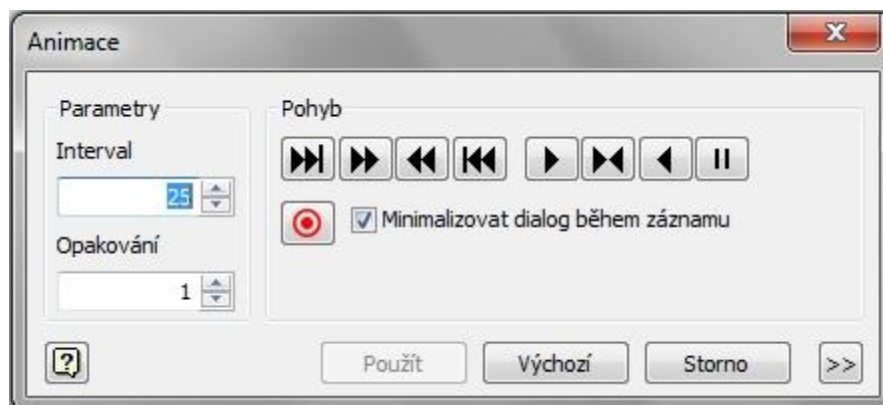 Animace
Parametry
Interval
25
Opakování
1
Pohyb
Minimalizovat dialog během záznamu
?
Použít
Výchozí
Storno
>>